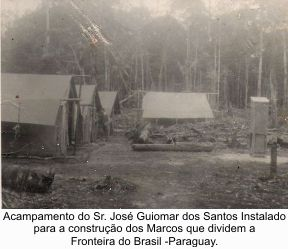 Acampamento do Sr. José Guiomar dos Santos Instalado
para a construção dos Marcos que dividem a
Fronteira do Brasil -Paraguay.